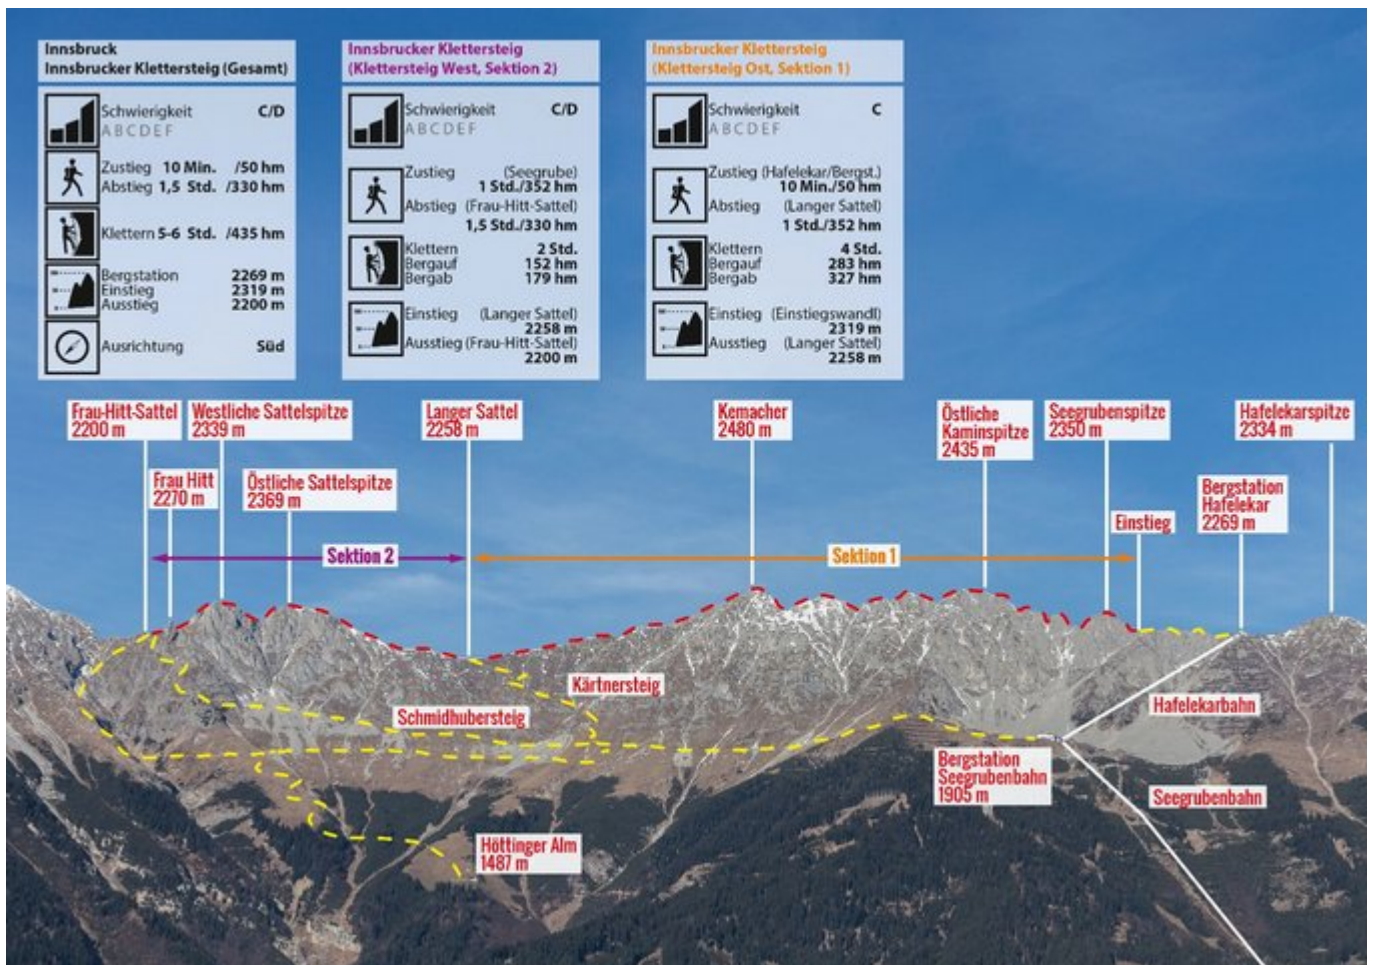 Innsbruck
Innsbrucker Klettersteig (Gesamt)
Schwierigkeit C/D
ABCDEF
Zustieg 10 Min. /50 hm
Abstieg 1,5 Std. /330 hm
Klettern 5-6 Std. /435 hm
Bergstation 2269 m
Einstieg 2319 m
Ausstieg 2200 m
Ausrichtung Süd
Innsbrucker Klettersteig
(Klettersteig West, Sektion 2)
Schwierigkeit C/D
ABCDEF
Zustieg (Seegrube)
1 Std./352 hm
Abstieg (Frau-Hitt-Sattel)
1,5 Std./330 hm
Klettern 2 Std.
Bergauf 152 hm
Bergab 179 hm
Einstieg (Langer Sattel)
2258 m
Ausstieg (Frau-Hitt-Sattel)
2200 m
Innsbrucker Klettersteig
(Klettersteig Ost, Sektion 1)
Schwierigkeit C
ABCDEF
Zustieg (Hafelekar/Bergst.)
10 Min./50 hm
Abstieg (Langer Sattel)
1 Std./352 hm
Klettern 4 Std.
Bergauf 283 hm
Bergab 327 hm
Einstieg (Einstiegswandl)
2319 m
Ausstieg (Langer Sattel)
2258 m
Frau-Hitt-Sattel
2200 m
Westliche Sattelspitze
2339 m
Langer Sattel
2258 m
Kemacher
2480 m
Östliche
Kaminspitze
2435 m
Seegrubenspitze
2350 m
Hafelekarspitze
2334 m
Frau Hitt
2270 m
Östliche Sattelspitze
2369 m
Bergstation
Hafelekar
2269 m
Einstieg
Sektion 2
Sektion 1
Kärtnersteig
Schmidhubersteig
Hafelekarbahn
Bergstation
Seegrubenbahn
1905 m
Seegrubenbahn
Höttinger Alm
1487 m